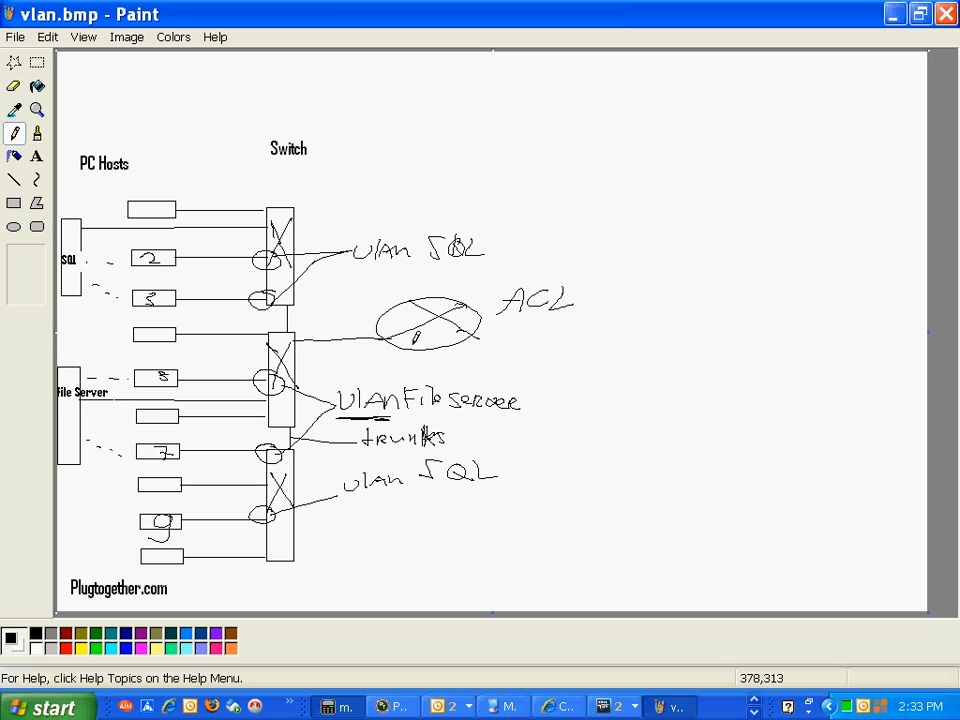 vlan.bmp - Paint
File Edit View Image Colors Help
Switch
PC Hosts
SQL
2
vlan SQL
3
ACL
8
File Server
VlAN File server
trunks
7
vlan SQL
9
Plugtogether.com
For Help, click Help Topics on the Help Menu.
378,313
start
m.
P..
2
M.
C..
2
v..
2:33 PM